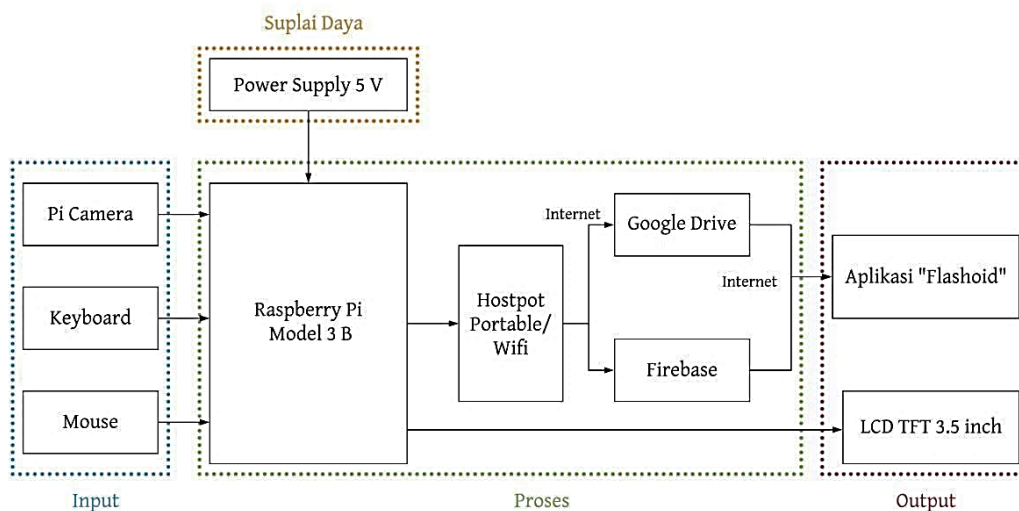 Suplai Daya
Power Supply 5 V
Pi Camera
Keyboard
Mouse
Raspberry Pi
Model 3 B
Hostpot
Portable/
Wifi
Internet
Google Drive
Firebase
Internet
Aplikasi "Flashoid"
LCD TFT 3.5 inch
Input
Proses
Output